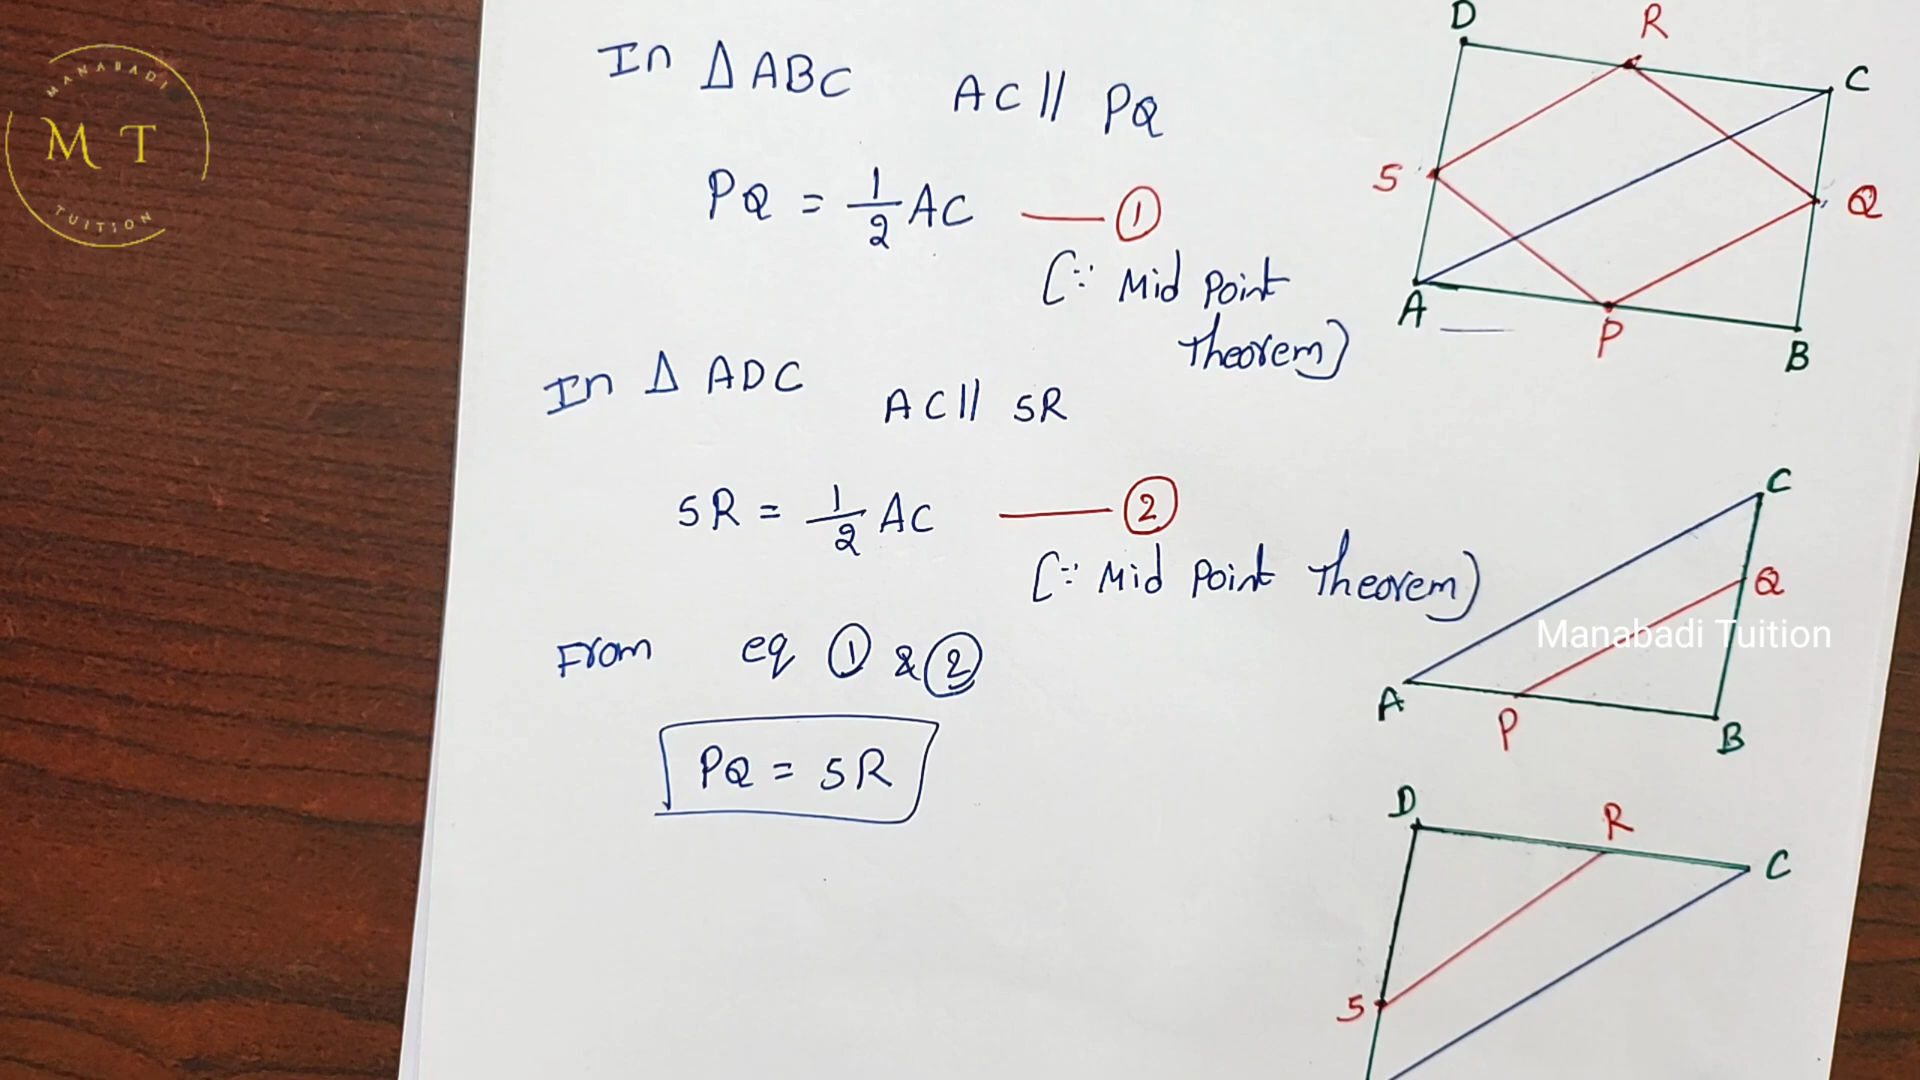 MANABADI
M T
TUITION
In Δ ABC AC || PQ
PQ = 1/2 AC —— ①
(∵ Mid Point
theorem)
In Δ ADC AC || SR
SR = 1/2 AC —— ②
(∵ Mid Point theorem)
From eq ① & ②
PQ = SR
D R C
S Q
A P B
C
Q
Manabadi Tuition
A P B
D R C
S